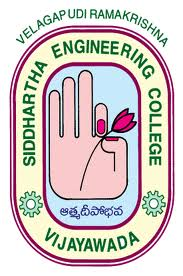 VELAGAPUDI RAMAKRISHNA
SIDDHARTHA ENGINEERING COLLEGE
ఆత్మదీపోభవ
VIJAYAWADA